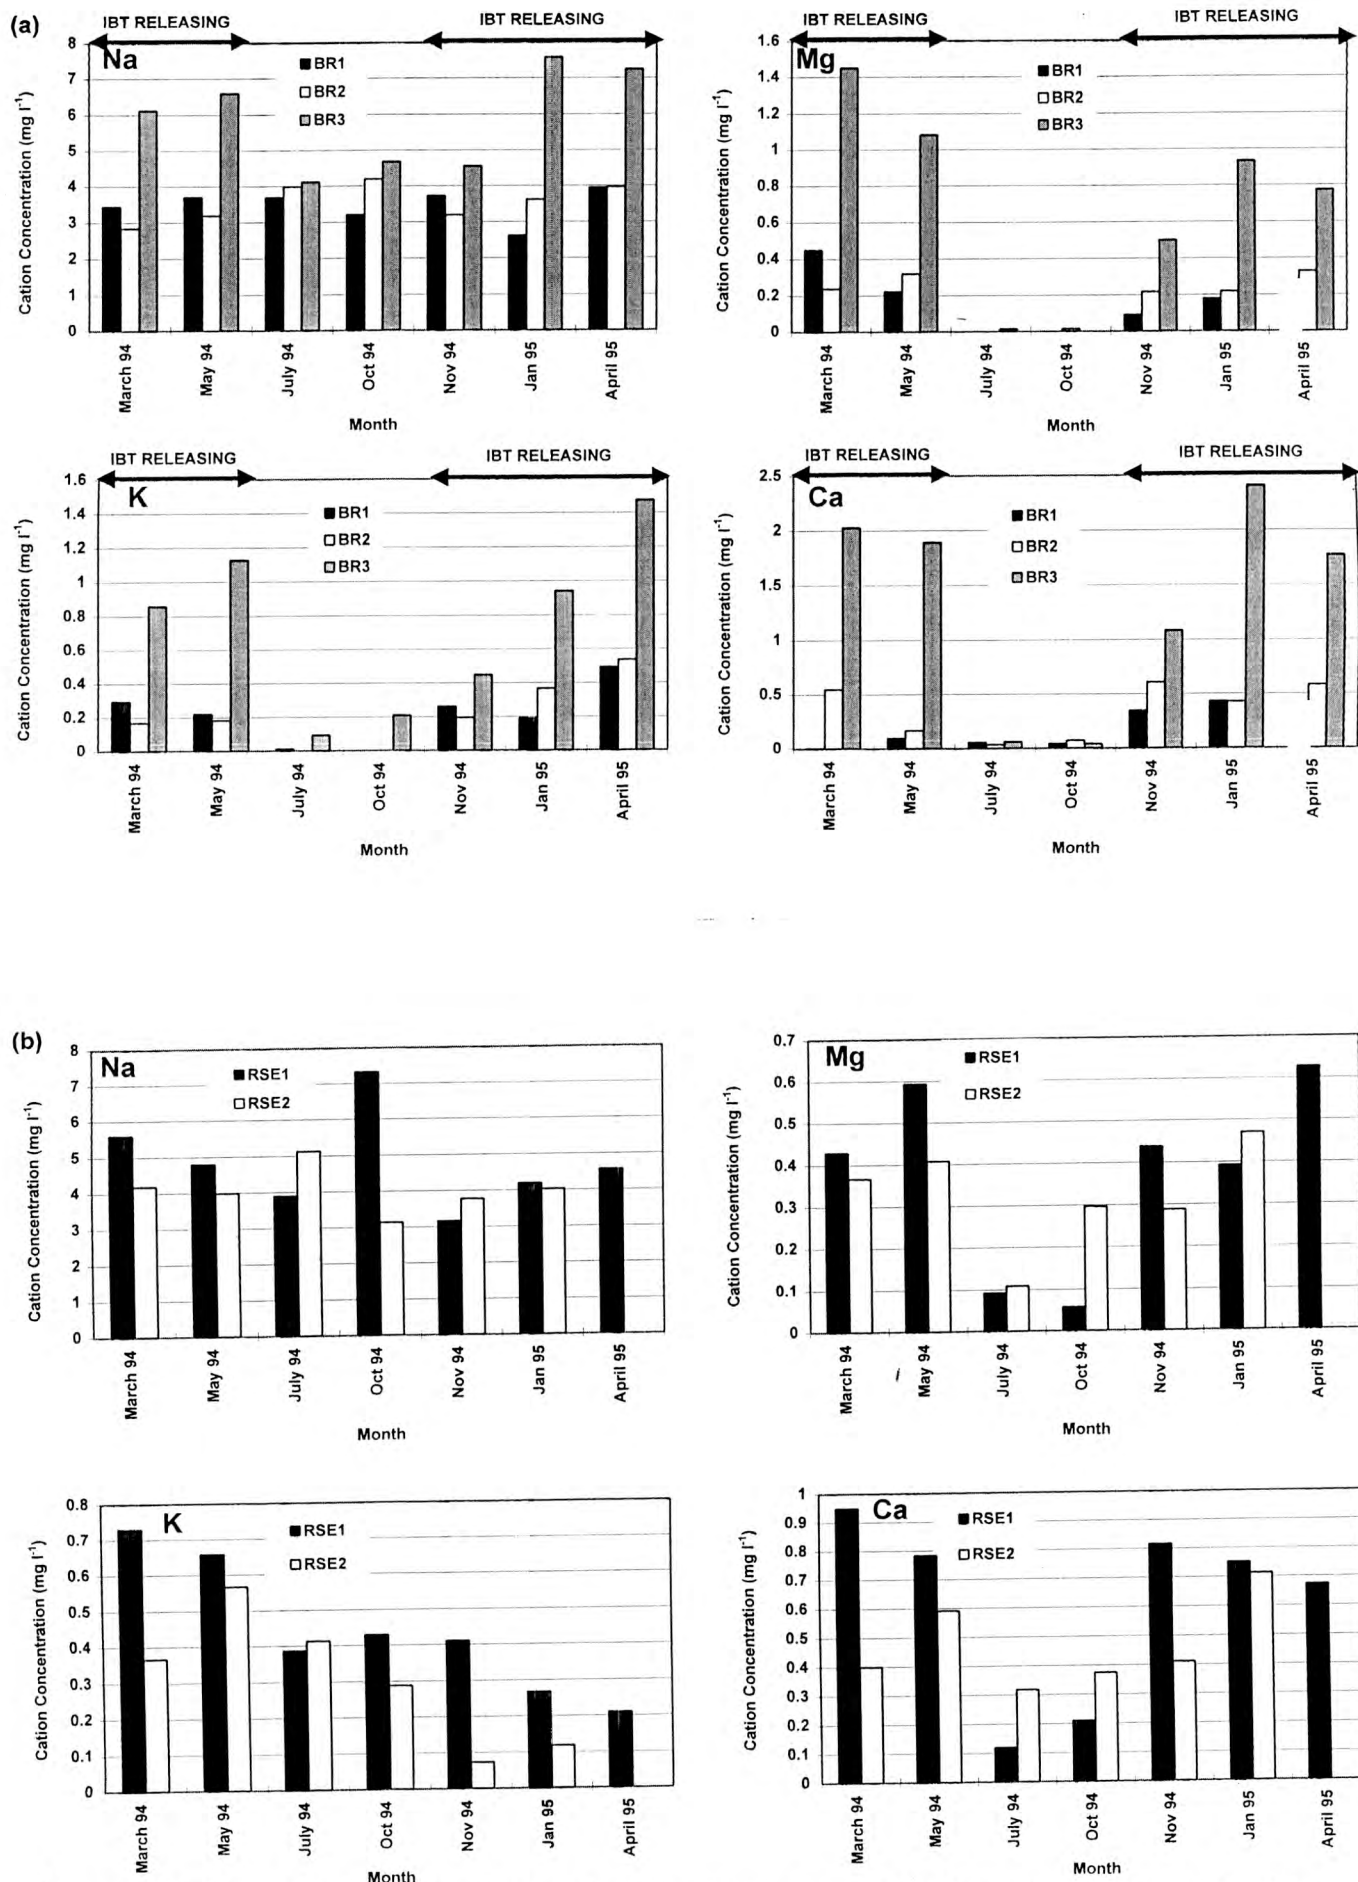 (a)
IBT RELEASING
IBT RELEASING
Na
BR1
BR2
BR3
Cation Concentration (mg l-1)
8
7
6
5
4
3
2
1
0
March 94
May 94
July 94
Oct 94
Nov 94
Jan 95
April 95
Month
IBT RELEASING
IBT RELEASING
Mg
BR1
BR2
BR3
Cation Concentration (mg l-1)
1.6
1.4
1.2
1
0.8
0.6
0.4
0.2
0
March 94
May 94
July 94
Oct 94
Nov 94
Jan 95
April 95
Month
IBT RELEASING
IBT RELEASING
K
BR1
BR2
BR3
Cation Concentration (mg l-1)
1.6
1.4
1.2
1
0.8
0.6
0.4
0.2
0
March 94
May 94
July 94
Oct 94
Nov 94
Jan 95
April 95
Month
IBT RELEASING
IBT RELEASING
Ca
BR1
BR2
BR3
Cation Concentration (mg l-1)
2.5
2
1.5
1
0.5
0
March 94
May 94
July 94
Oct 94
Nov 94
Jan 95
April 95
Month
(b)
Na
RSE1
RSE2
Cation Concentration (mg l-1)
8
7
6
5
4
3
2
1
0
March 94
May 94
July 94
Oct 94
Nov 94
Jan 95
April 95
Month
Mg
RSE1
RSE2
Cation Concentration (mg l-1)
0.7
0.6
0.5
0.4
0.3
0.2
0.1
0
March 94
May 94
July 94
Oct 94
Nov 94
Jan 95
April 95
Month
K
RSE1
RSE2
Cation Concentration (mg l-1)
0.8
0.7
0.6
0.5
0.4
0.3
0.2
0.1
0
March 94
May 94
July 94
Oct 94
Nov 94
Jan 95
April 95
Month
Ca
RSE1
RSE2
Cation Concentration (mg l-1)
1
0.9
0.8
0.7
0.6
0.5
0.4
0.3
0.2
0.1
0
March 94
May 94
July 94
Oct 94
Nov 94
Jan 95
April 95
Month